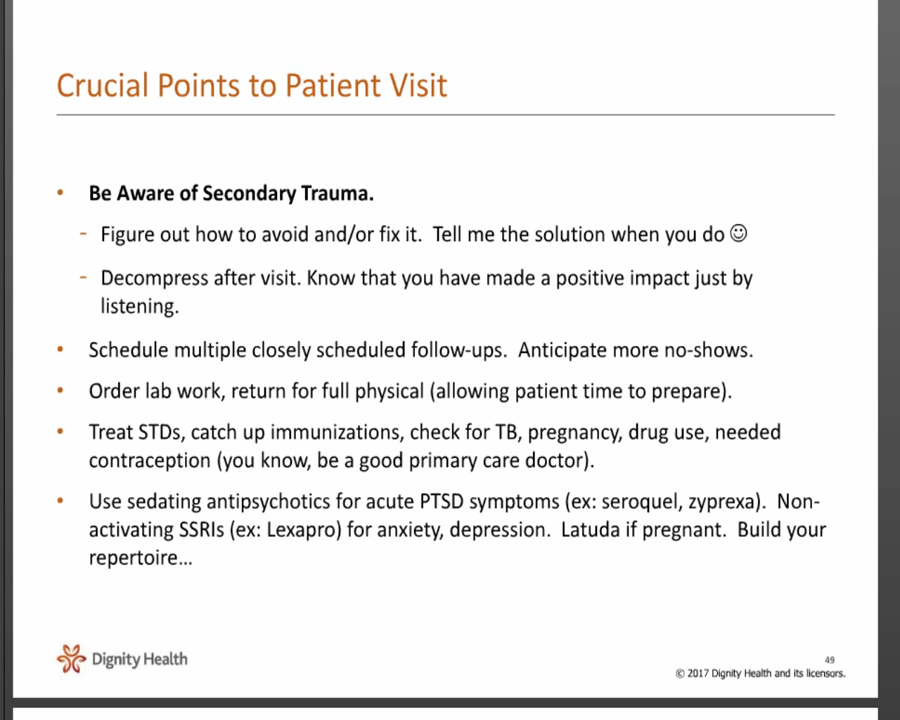 Crucial Points to Patient Visit
• Be Aware of Secondary Trauma.
- Figure out how to avoid and/or fix it.  Tell me the solution when you do ☺
- Decompress after visit. Know that you have made a positive impact just by
listening.
• Schedule multiple closely scheduled follow-ups.  Anticipate more no-shows.
• Order lab work, return for full physical (allowing patient time to prepare).
• Treat STDs, catch up immunizations, check for TB, pregnancy, drug use, needed
contraception (you know, be a good primary care doctor).
• Use sedating antipsychotics for acute PTSD symptoms (ex: seroquel, zyprexa).  Non-
activating SSRIs (ex: Lexapro) for anxiety, depression.  Latuda if pregnant.  Build your
repertoire...
Dignity Health
49
© 2017 Dignity Health and its licensors.